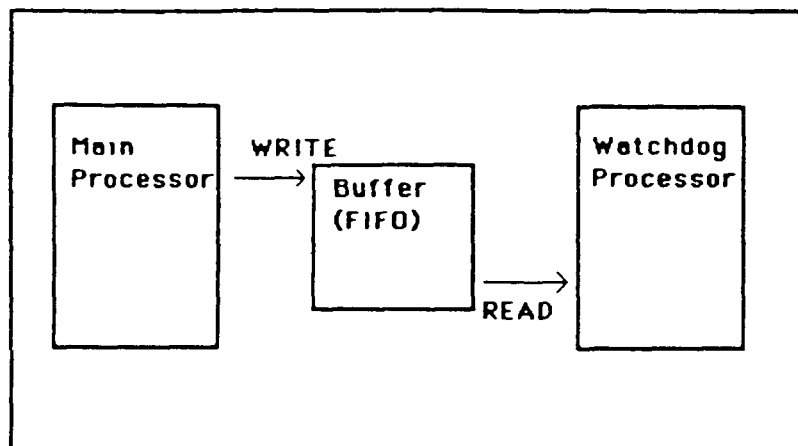 Main
Processor
WRITE
Buffer
(FIFO)
READ
Watchdog
Processor